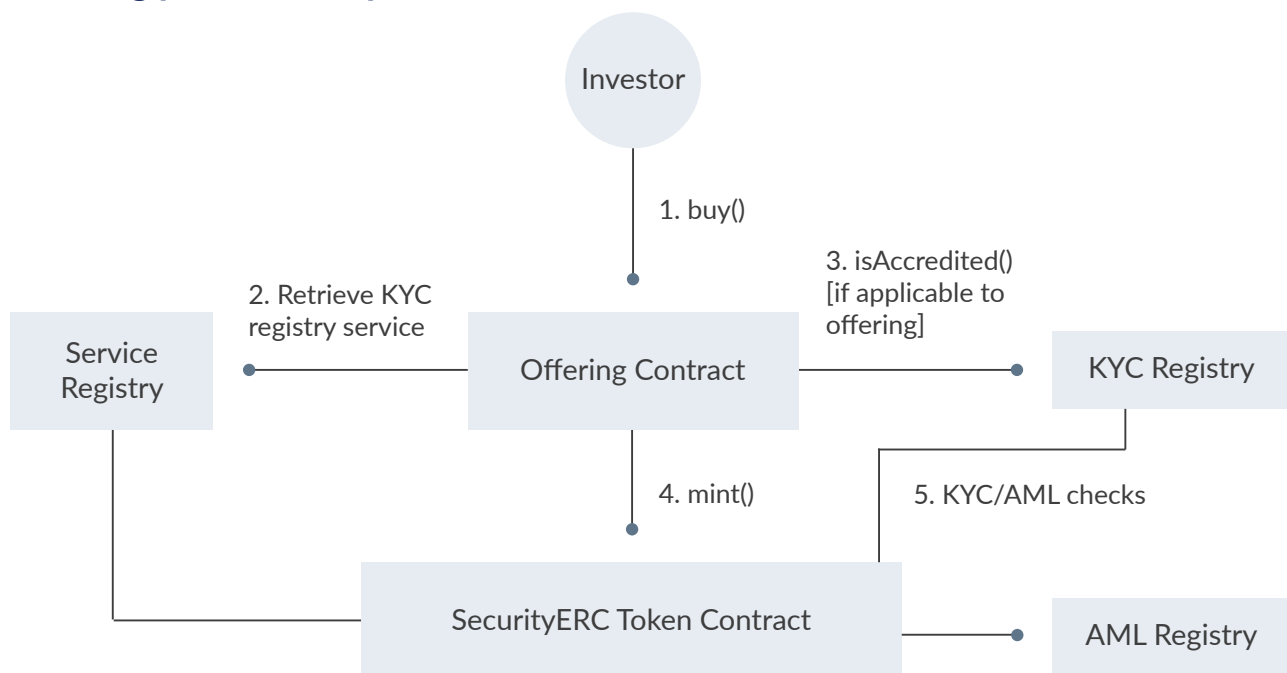 Investor
1. buy()
3. isAccredited()
[if applicable to
offering]
2. Retrieve KYC
registry service
Service
Registry
Offering Contract
KYC Registry
4. mint()
5. KYC/AML checks
SecurityERC Token Contract
AML Registry